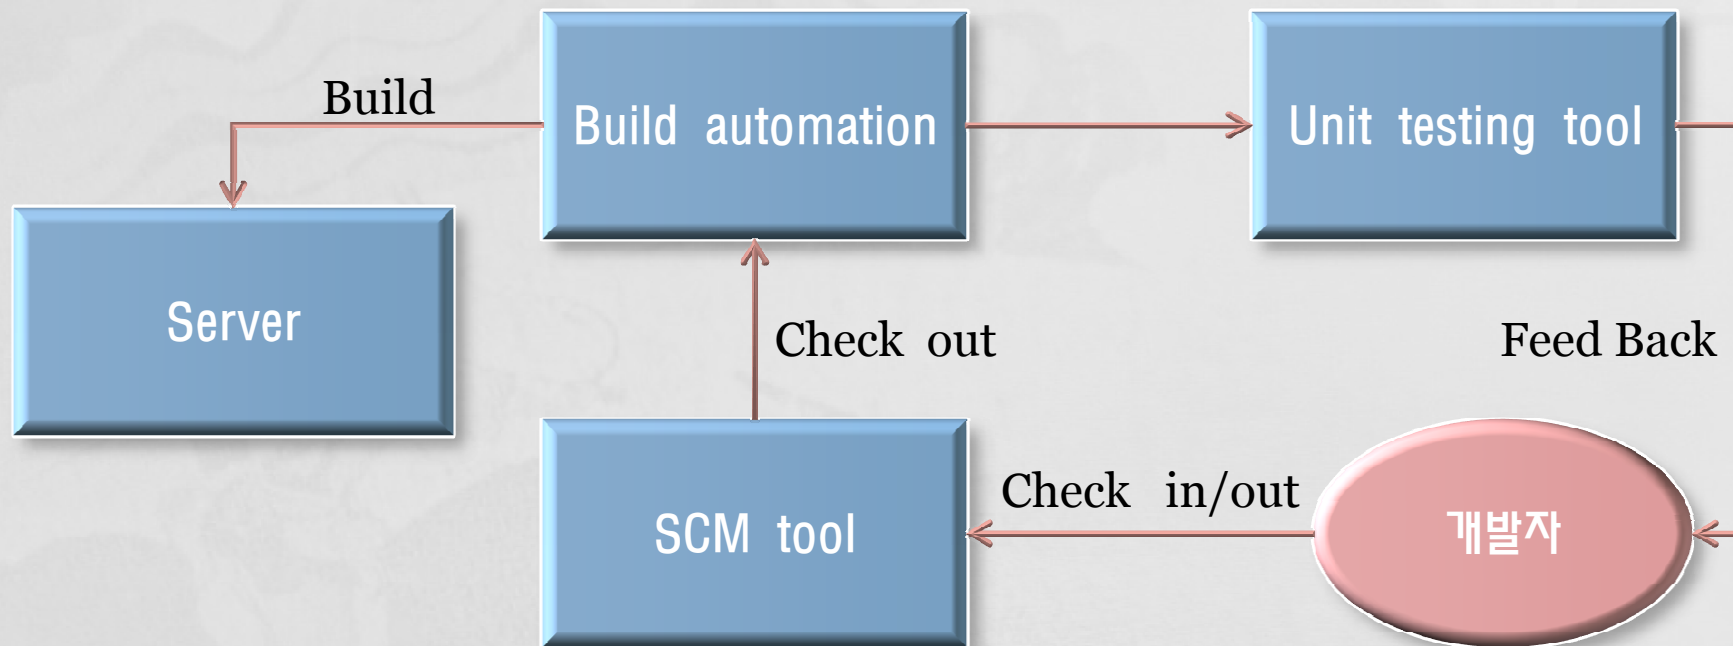 Build
Build automation
Unit testing tool
Server
Check out
Feed Back
SCM tool
Check in/out
개발자